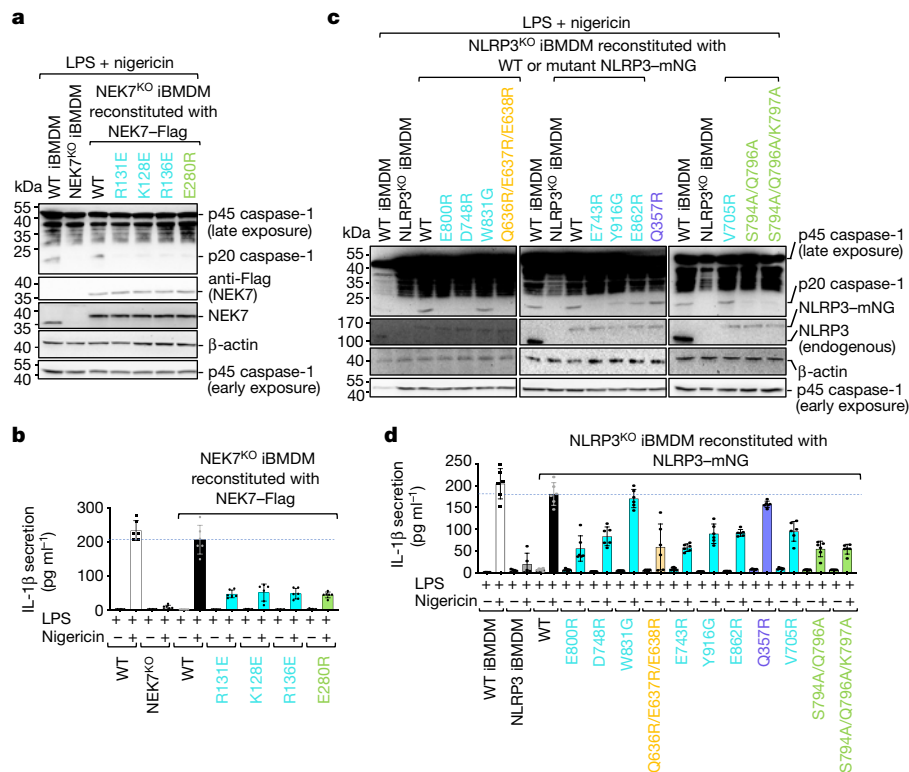 a
LPS + nigericin
NEK7KO iBMDM
reconstituted with
NEK7–Flag
WT iBMDM
NEK7KO iBMDM
WT
R131E
K128E
R136E
E280R
kDa
55
40
35
25
p45 caspase-1
(late exposure)
p20 caspase-1
40
35
anti-Flag
(NEK7)
40
35
NEK7
55
40
β-actin
55
40
p45 caspase-1
(early exposure)
b
NEK7KO iBMDM
reconstituted with
NEK7–Flag
IL-1β secretion
(pg ml−1)
300
200
100
0
LPS + + + + + + + + + + + + + +
Nigericin − + − + − + − + − + − + − +
WT
NEK7KO
WT
R131E
K128E
R136E
E280R
c
LPS + nigericin
NLRP3KO iBMDM reconstituted with
WT or mutant NLRP3–mNG
WT iBMDM
NLRP3KO iBMDM
WT
E800R
D748R
W831G
Q636R/E637R/E638R
WT iBMDM
NLRP3KO iBMDM
WT
E743R
Y916G
E862R
Q357R
WT iBMDM
NLRP3KO iBMDM
V705R
S794A/Q796A
S794A/Q796A/K797A
kDa
55
40
35
25
p45 caspase-1
(late exposure)
p20 caspase-1
170
100
NLRP3–mNG
NLRP3
(endogenous)
55
40
β-actin
55
40
p45 caspase-1
(early exposure)
d
NLRP3KO iBMDM reconstituted with
NLRP3–mNG
IL-1β secretion
(pg ml−1)
250
200
150
100
50
0
LPS + + + + + + + + + + + + + + + + + + + + + + + + + + + +
Nigericin − + − + − + − + − + − + − + − + − + − + − + − + − + − +
WT iBMDM
NLRP3 iBMDM
WT
E800R
D748R
W831G
Q636R/E637R/E638R
E743R
Y916G
E862R
Q357R
V705R
S794A/Q796A
S794A/Q796A/K797A